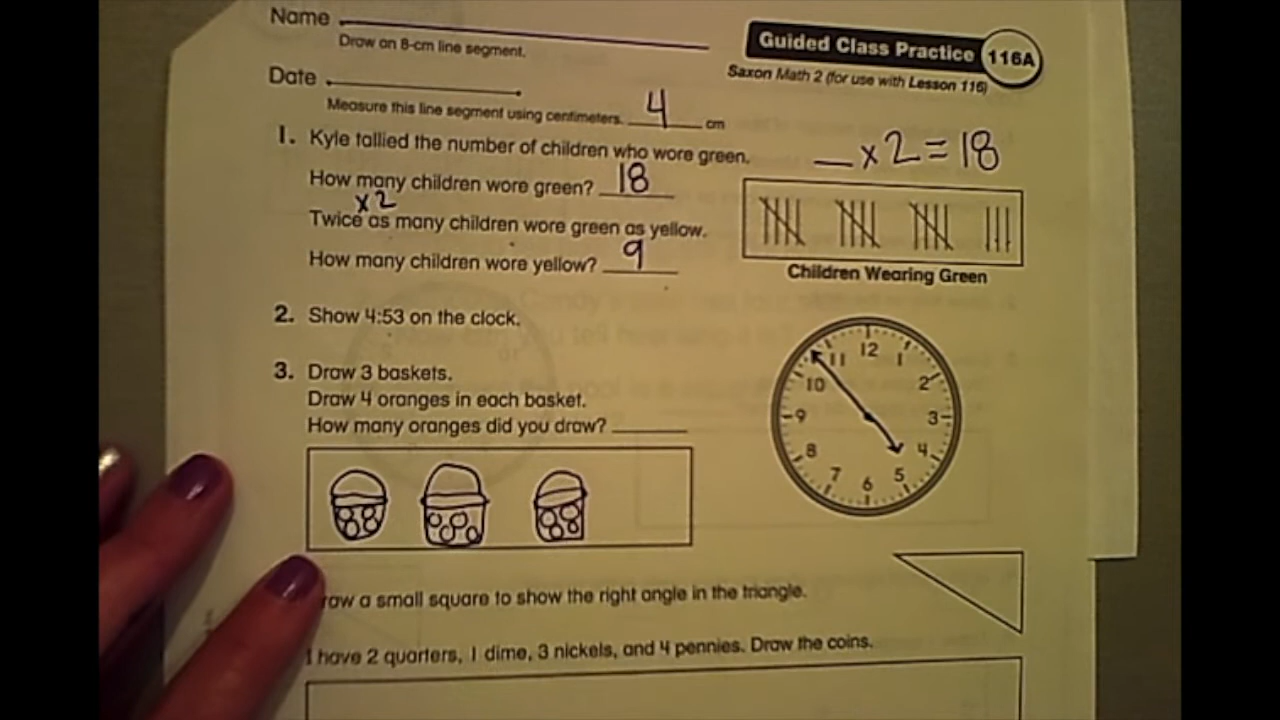 Name
Draw an 8-cm line segment.
Guided Class Practice 116A
Saxon Math 2 (for use with Lesson 116)
Date
Measure this line segment using centimeters. 4 cm
1. Kyle tallied the number of children who wore green.
__ x 2 = 18
How many children wore green? 18
x 2
Twice as many children wore green as yellow.
How many children wore yellow? 9
Children Wearing Green
2. Show 4:53 on the clock.
12
11 1
10 2
9 3
8 4
7 5
6
3. Draw 3 baskets.
Draw 4 oranges in each basket.
How many oranges did you draw?
a small square to show the right angle in the triangle.
I have 2 quarters, 1 dime, 3 nickels, and 4 pennies. Draw the coins.